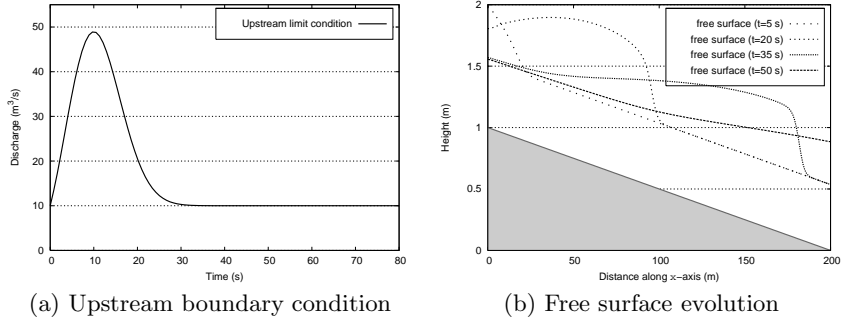 Upstream limit condition
50
40
30
20
10
0
Discharge (m³/s)
0 10 20 30 40 50 60 70 80
Time (s)
(a) Upstream boundary condition
free surface (t=5 s)
free surface (t=20 s)
free surface (t=35 s)
free surface (t=50 s)
2
1.5
1
0.5
0
Height (m)
0 50 100 150 200
Distance along x-axis (m)
(b) Free surface evolution